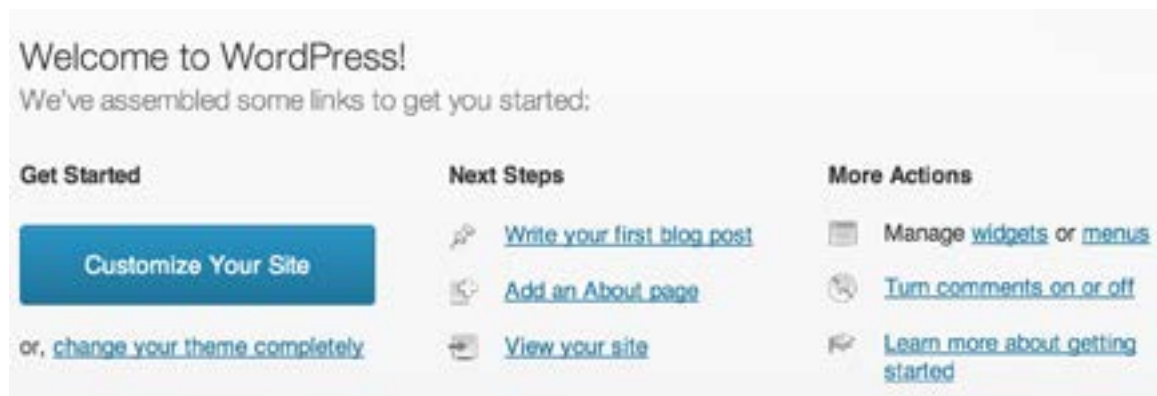 Welcome to WordPress!
We've assembled some links to get you started:
Get Started
Customize Your Site
or, change your theme completely
Next Steps
Write your first blog post
Add an About page
View your site
More Actions
Manage widgets or menus
Turn comments on or off
Learn more about getting
started